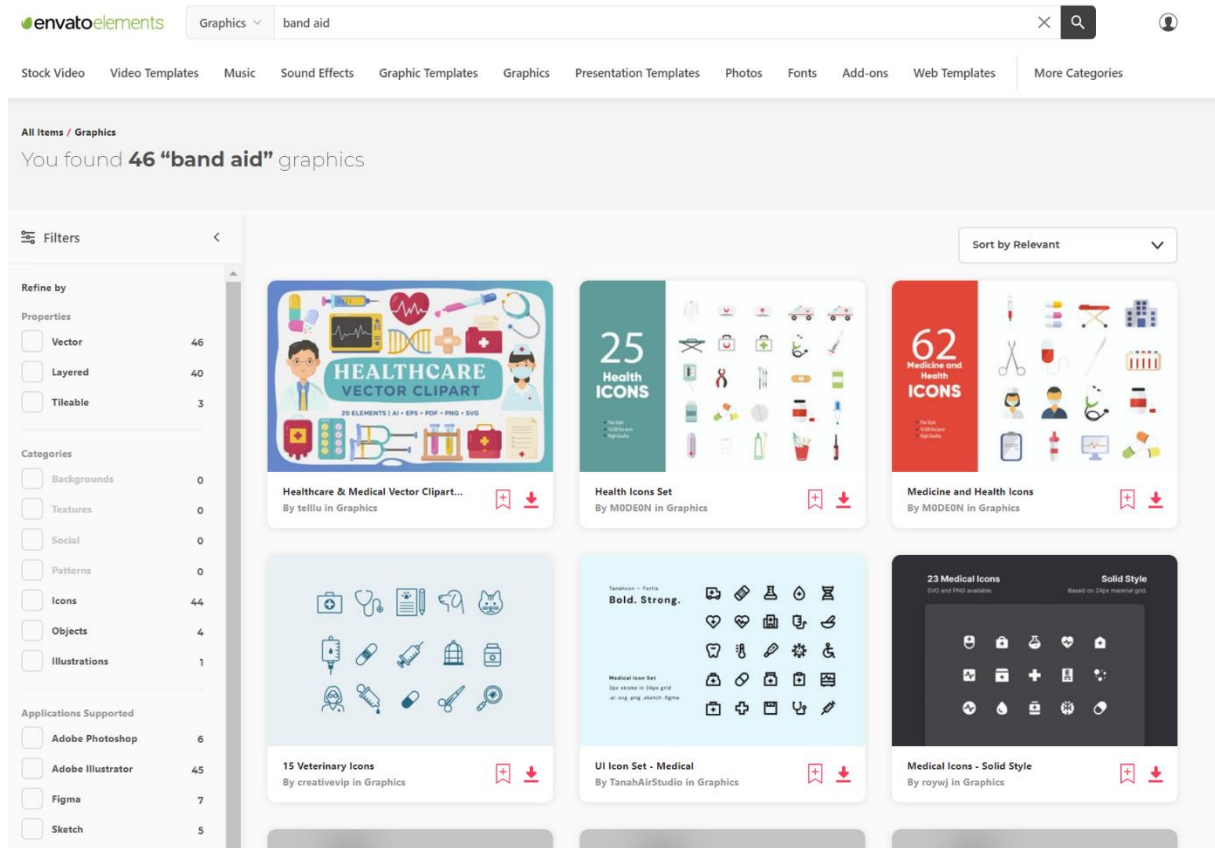 envatoelements
Graphics
band aid
Stock Video Video Templates Music Sound Effects Graphic Templates Graphics Presentation Templates Photos Fonts Add-ons Web Templates More Categories
All Items / Graphics
You found 46 “band aid” graphics
Filters
Sort by Relevant
Refine by
Properties
Vector 46
Layered 40
Tileable 3
Categories
Backgrounds 0
Textures 0
Social 0
Patterns 0
Icons 44
Objects 4
Illustrations 1
Applications Supported
Adobe Photoshop 6
Adobe Illustrator 45
Figma 7
Sketch 5
HEALTHCARE
VECTOR CLIPART
20 ELEMENTS | AI • EPS • PDF • PNG • SVG
Healthcare & Medical Vector Clipart...
By telllu in Graphics
25
Health
ICONS
Health Icons Set
By M0DE0N in Graphics
62
Medicine and
Health
ICONS
Medicine and Health Icons
By M0DE0N in Graphics
15 Veterinary Icons
By creativevip in Graphics
Bold. Strong.
Medical Icon Set
UI Icon Set - Medical
By TanahAirStudio in Graphics
23 Medical Icons
SVG and PNG available.
Solid Style
Based on 24px material grid.
Medical Icons - Solid Style
By roywj in Graphics